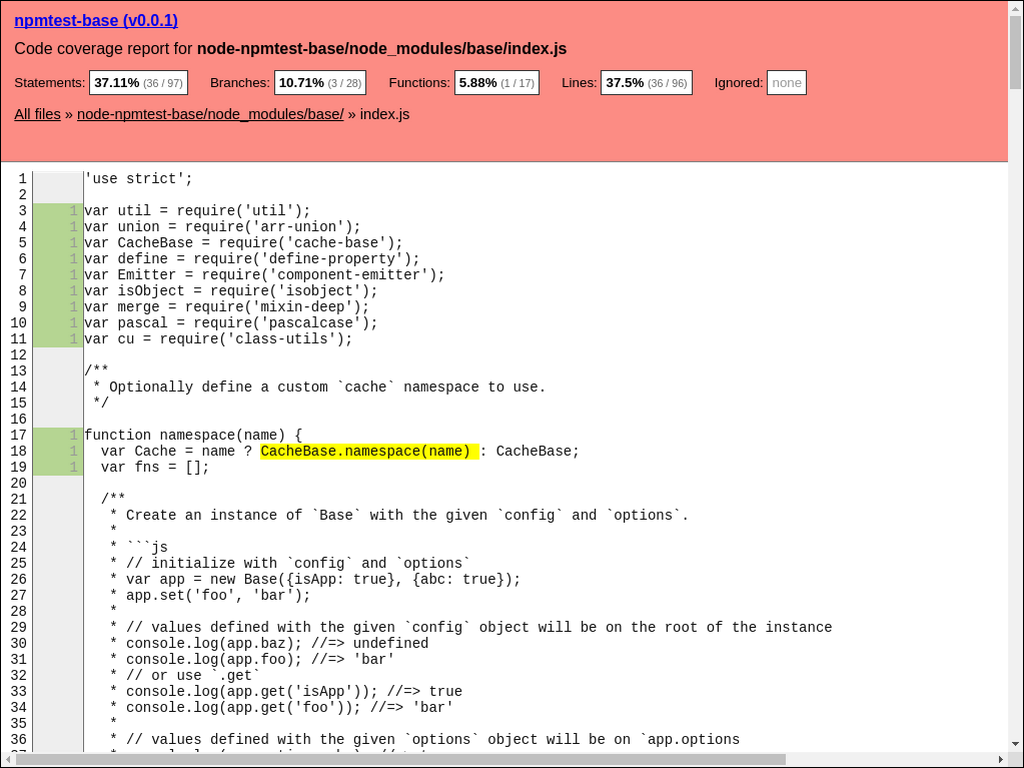 npmtest-base (v0.0.1)
Code coverage report for node-npmtest-base/node_modules/base/index.js
Statements: 37.11% (36 / 97) Branches: 10.71% (3 / 28) Functions: 5.88% (1 / 17) Lines: 37.5% (36 / 96) Ignored: none
All files » node-npmtest-base/node_modules/base/ » index.js
1 'use strict';
2
3 1 var util = require('util');
4 1 var union = require('arr-union');
5 1 var CacheBase = require('cache-base');
6 1 var define = require('define-property');
7 1 var Emitter = require('component-emitter');
8 1 var isObject = require('isobject');
9 1 var merge = require('mixin-deep');
10 1 var pascal = require('pascalcase');
11 1 var cu = require('class-utils');
12
13 /**
14  * Optionally define a custom `cache` namespace to use.
15  */
16
17 1 function namespace(name) {
18 1   var Cache = name ? CacheBase.namespace(name) : CacheBase;
19 1   var fns = [];
20
21   /**
22    * Create an instance of `Base` with the given `config` and `options`.
23    *
24    * ```js
25    * // initialize with `config` and `options`
26    * var app = new Base({isApp: true}, {abc: true});
27    * app.set('foo', 'bar');
28    *
29    * // values defined with the given `config` object will be on the root of the instance
30    * console.log(app.baz); //=> undefined
31    * console.log(app.foo); //=> 'bar'
32    * // or use `.get`
33    * console.log(app.get('isApp')); //=> true
34    * console.log(app.get('foo')); //=> 'bar'
35    *
36    * // values defined with the given `options` object will be on `app.options